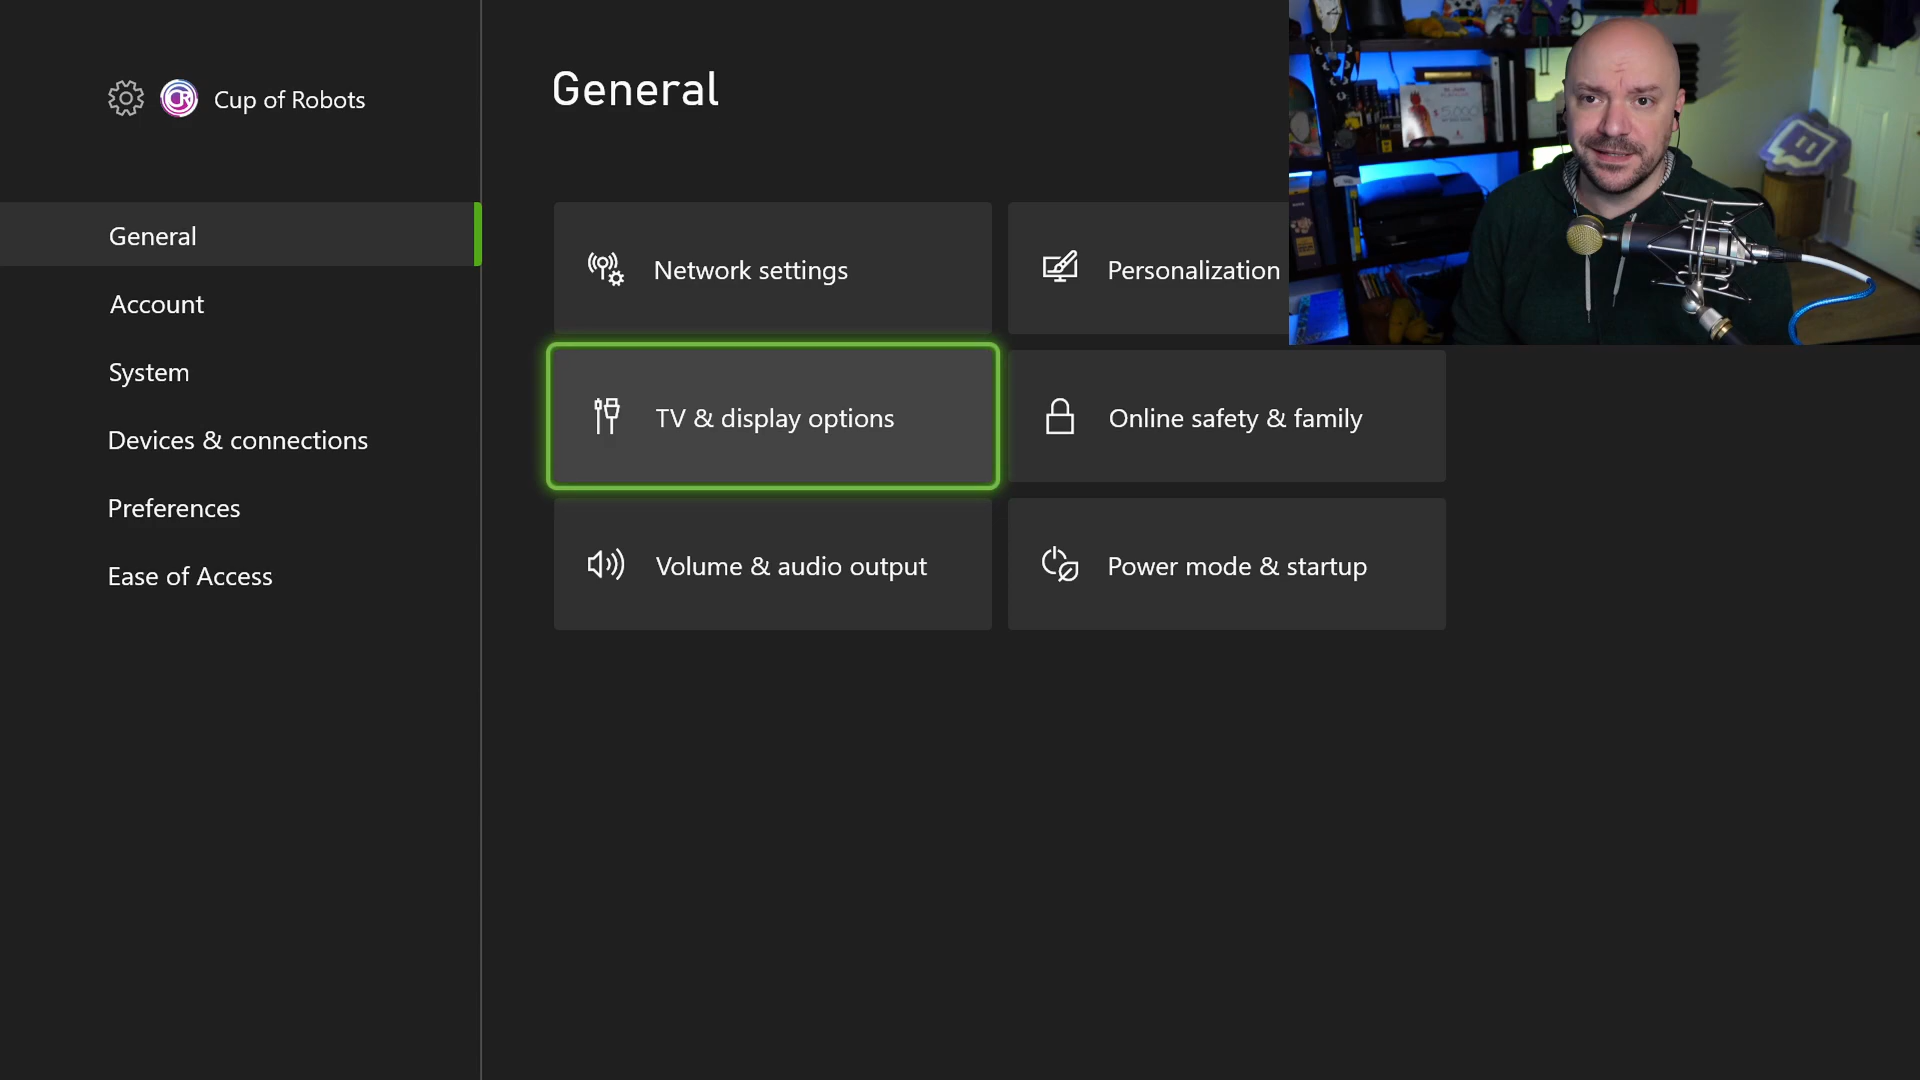 Cup of Robots
General
Account
System
Devices & connections
Preferences
Ease of Access
General
Network settings
Personalization
TV & display options
Online safety & family
Volume & audio output
Power mode & startup